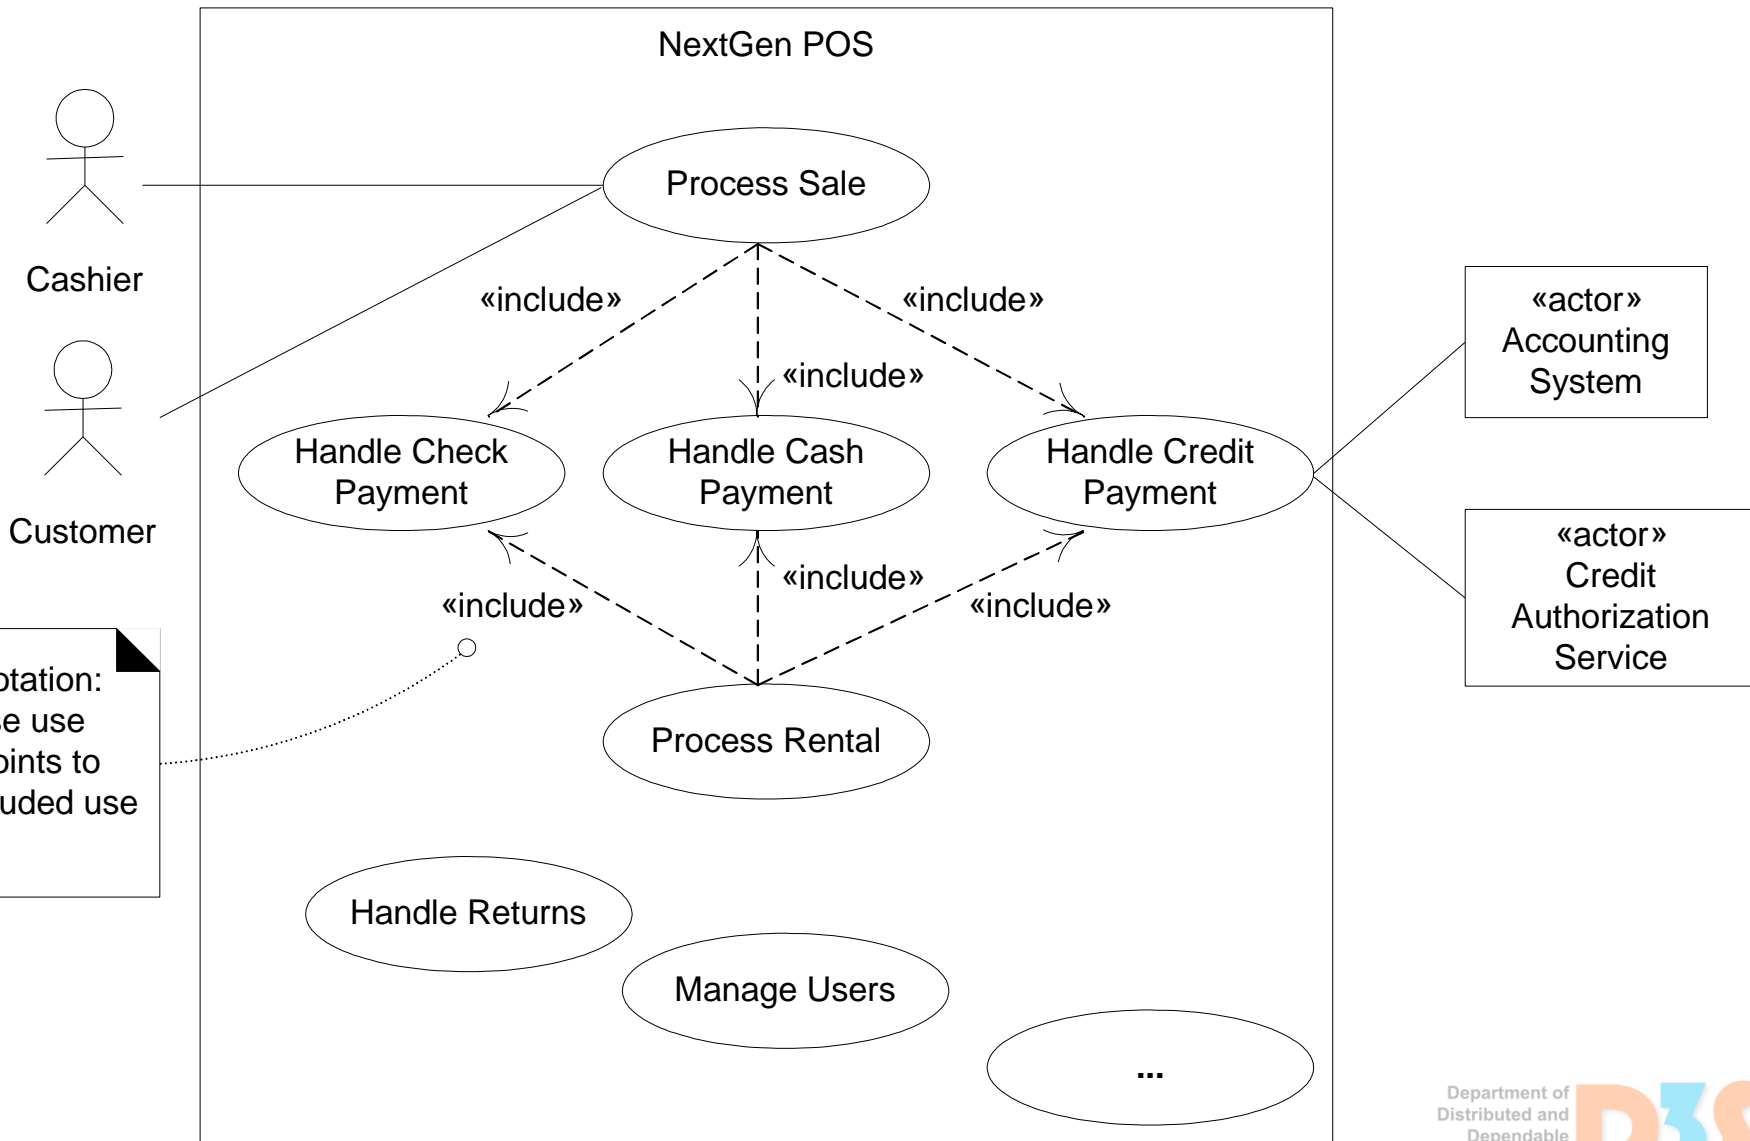 NextGen POS
Process Sale
Cashier
«include»
«include»
«include»
«actor»
Accounting
System
Handle Check
Payment
Handle Cash
Payment
Handle Credit
Payment
Customer
«include»
«include»
«include»
«actor»
Credit
Authorization
Service
otation:
se use
oints to
uded use
Process Rental
Handle Returns
Manage Users
...
Department of
Distributed and
Dependable
D3S